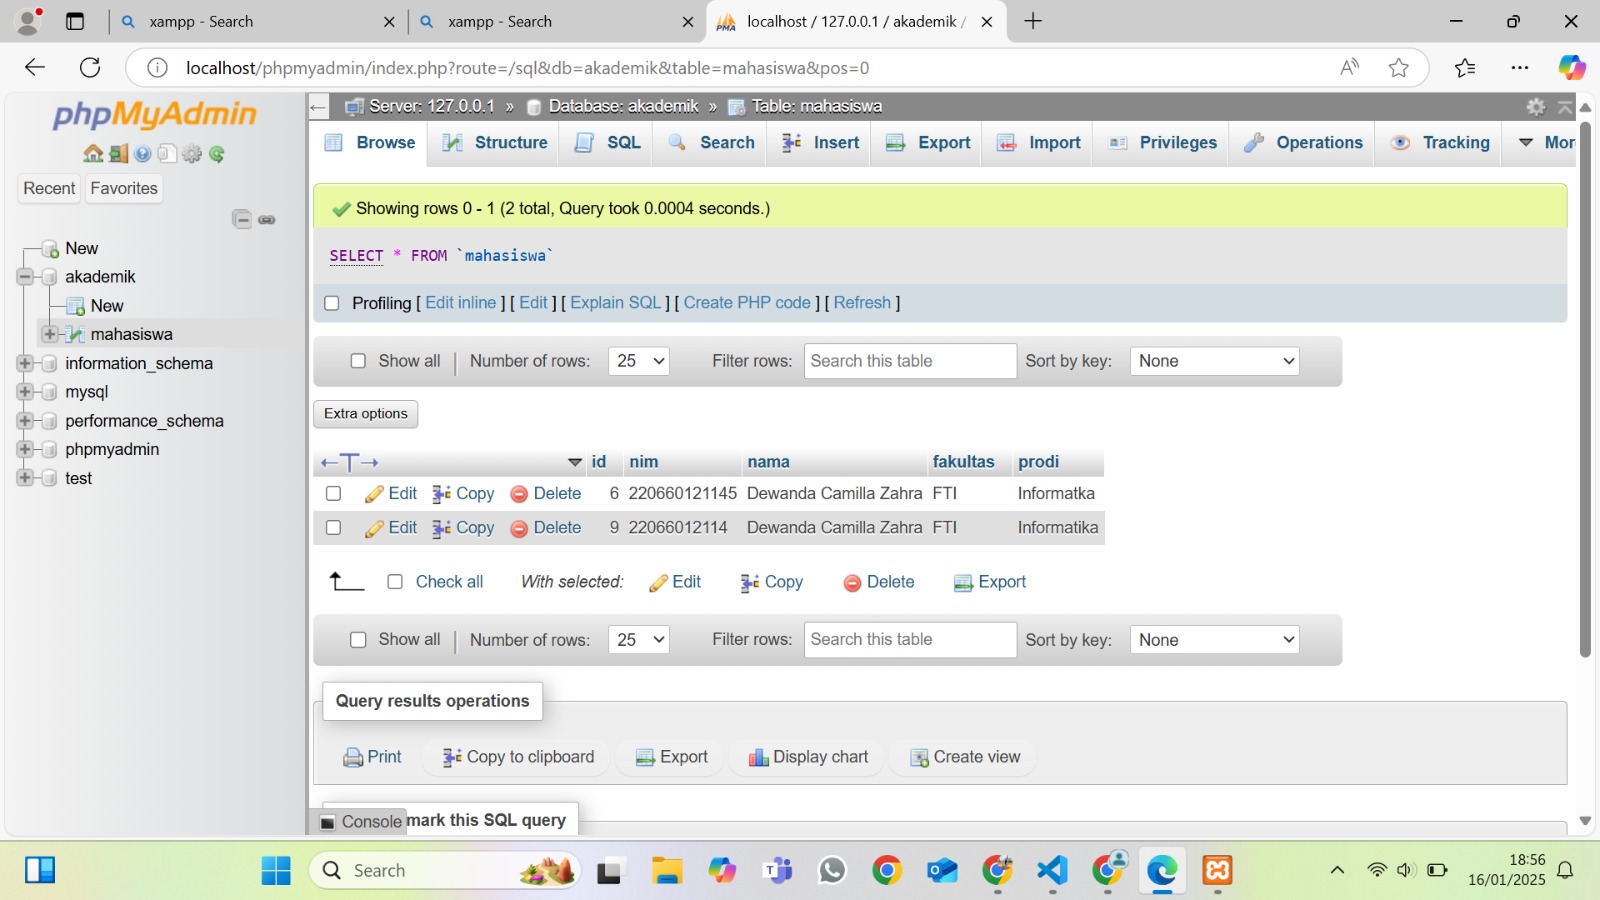 xampp - Search
xampp - Search
PMA
localhost / 127.0.0.1 / akademik /
localhost/phpmyadmin/index.php?route=/sql&db=akademik&table=mahasiswa&pos=0
phpMyAdmin
Recent
Favorites
New
akademik
New
mahasiswa
information_schema
mysql
performance_schema
phpmyadmin
test
Server: 127.0.0.1 » Database: akademik » Table: mahasiswa
Browse
Structure
SQL
Search
Insert
Export
Import
Privileges
Operations
Tracking
Mor
Showing rows 0 - 1 (2 total, Query took 0.0004 seconds.)
SELECT * FROM `mahasiswa`
Profiling [ Edit inline ] [ Edit ] [ Explain SQL ] [ Create PHP code ] [ Refresh ]
Show all | Number of rows: 25 Filter rows: Search this table Sort by key: None
Extra options
←T→ id nim nama fakultas prodi
Edit Copy Delete 6 220660121145 Dewanda Camilla Zahra FTI Informatka
Edit Copy Delete 9 22066012114 Dewanda Camilla Zahra FTI Informatika
Check all With selected: Edit Copy Delete Export
Show all | Number of rows: 25 Filter rows: Search this table Sort by key: None
Query results operations
Print Copy to clipboard Export Display chart Create view
Console mark this SQL query
Search
18:56
16/01/2025